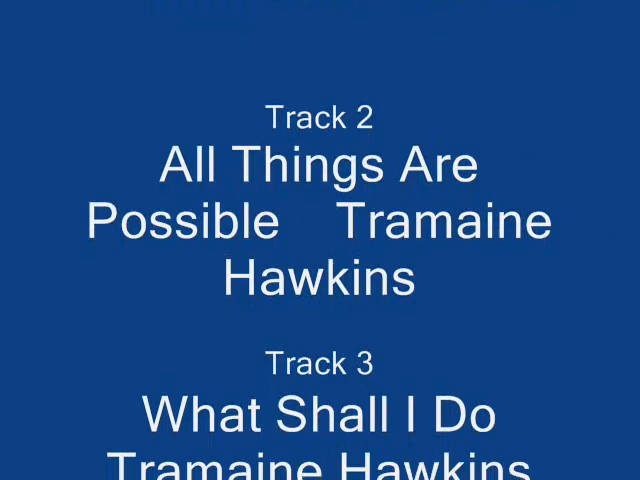 Track 2
All Things Are
Possible    Tramaine
Hawkins
Track 3
What Shall I Do
Tramaine Hawkins